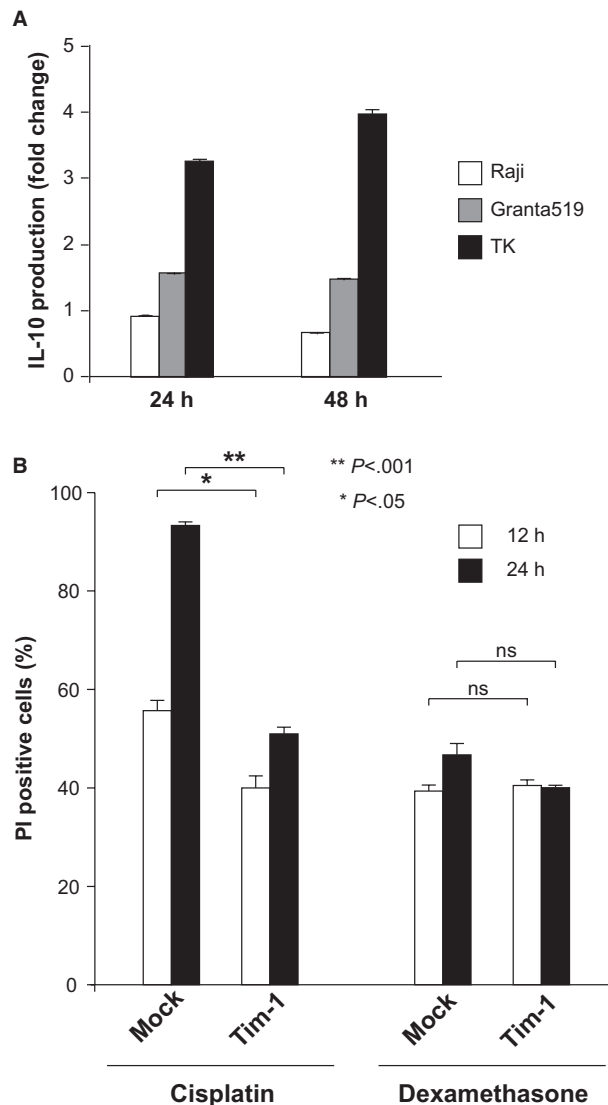 A
IL-10 production (fold change)
5
4
3
2
1
0
24 h
48 h
Raji
Granta519
TK
B
** P<.001
* P<.05
**
*
12 h
24 h
ns
ns
PI positive cells (%)
100
80
60
40
20
0
Mock
Tim-1
Mock
Tim-1
Cisplatin
Dexamethasone